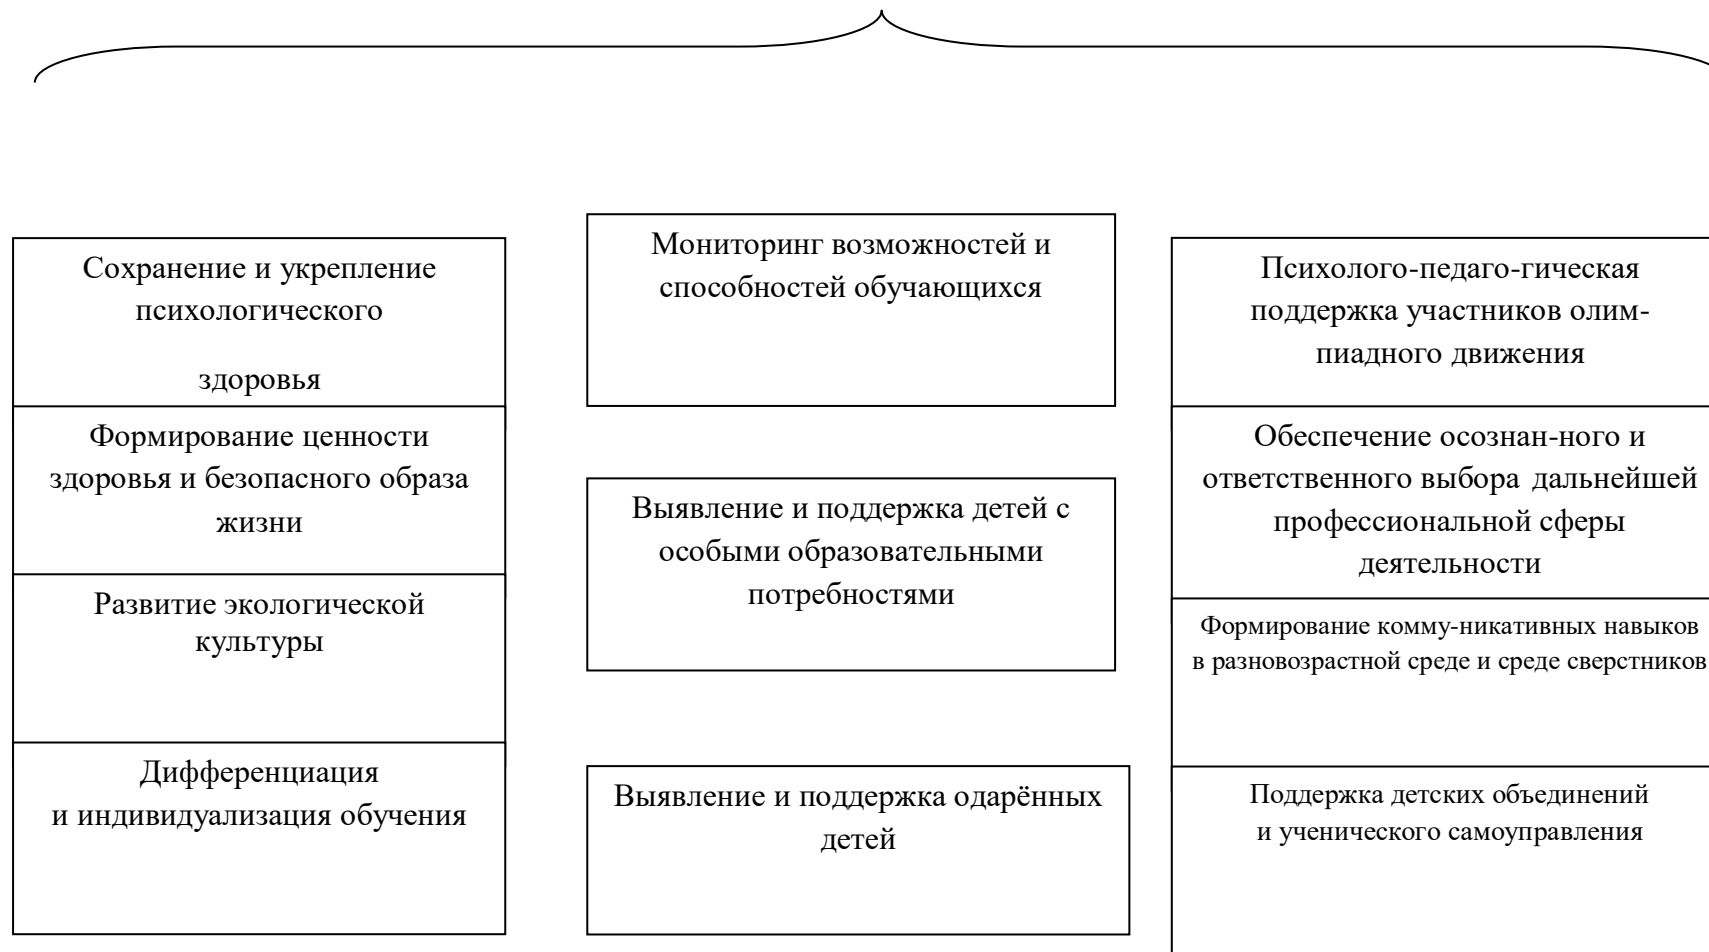 Сохранение и укрепление
психологического
здоровья
Формирование ценности
здоровья и безопасного образа
жизни
Развитие экологической
культуры
Дифференциация
и индивидуализация обучения
Мониторинг возможностей и
способностей обучающихся
Выявление и поддержка детей с
особыми образовательными
потребностями
Выявление и поддержка одарённых
детей
Психолого-педаго-гическая
поддержка участников олим-
пиадного движения
Обеспечение осознан-ного и
ответственного выбора дальнейшей
профессиональной сферы
деятельности
Формирование комму-никативных навыков
в разновозрастной среде и среде сверстников
Поддержка детских объединений
и ученического самоуправления